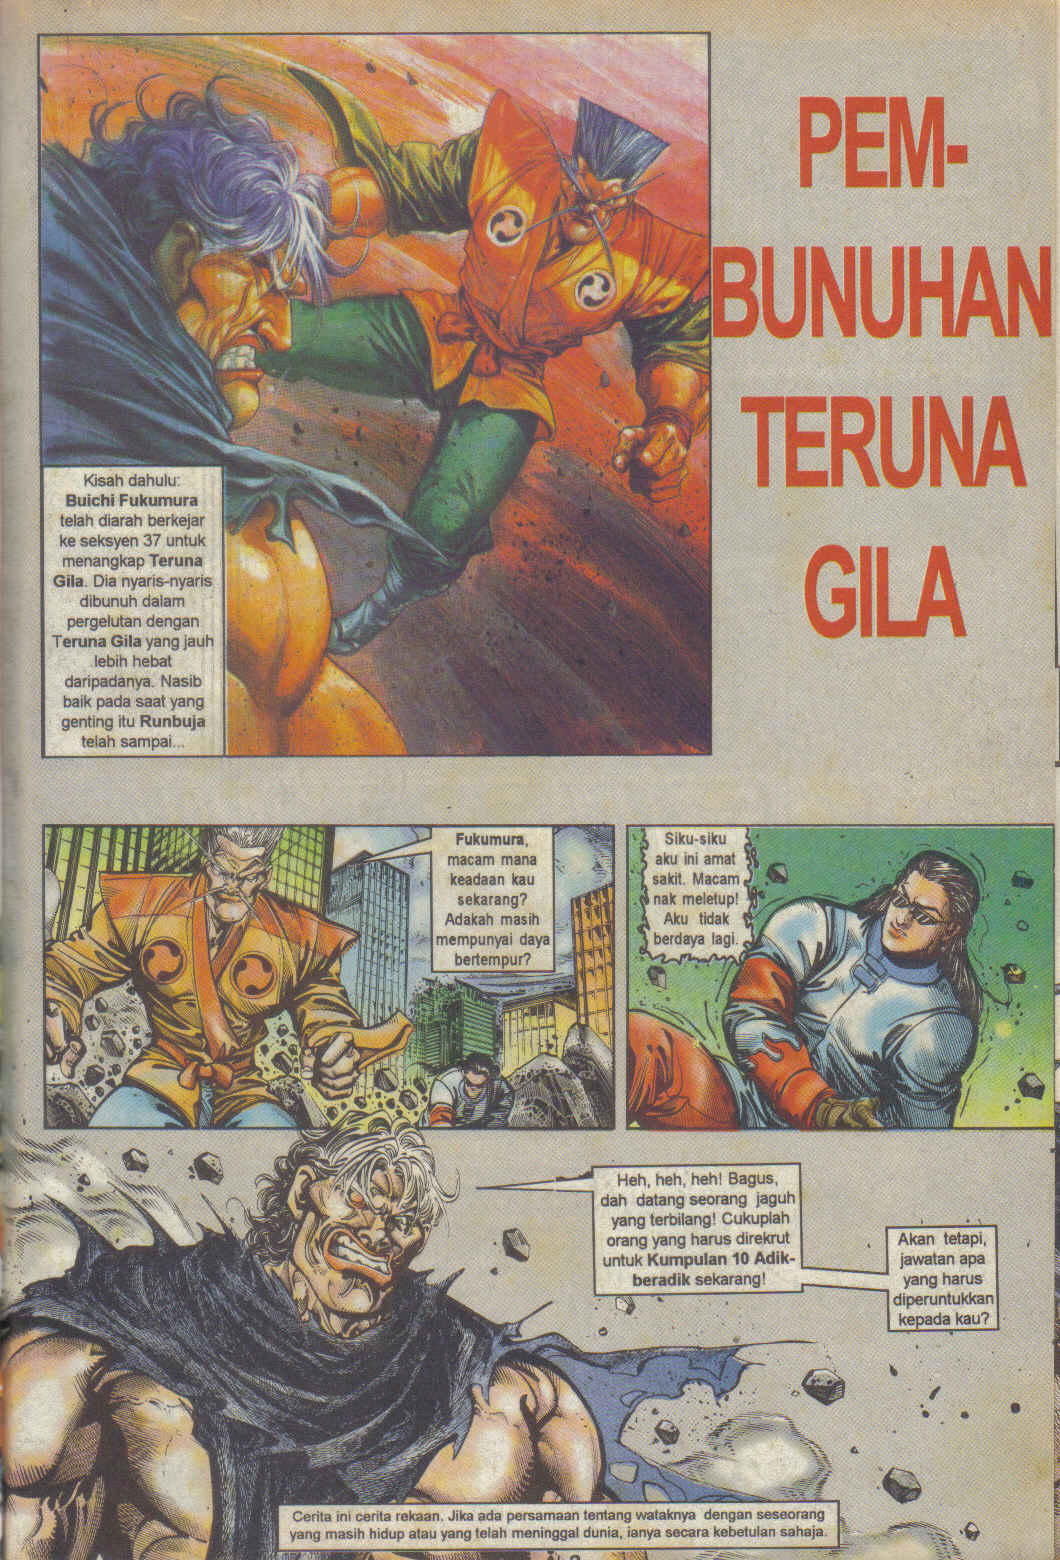 PEM-
BUNUHAN
TERUNA
GILA
Kisah dahulu:
Buichi Fukumura
telah diarah berkejar
ke seksyen 37 untuk
menangkap Teruna
Gila. Dia nyaris-nyaris
dibunuh dalam
pergelutan dengan
Teruna Gila yang jauh
lebih hebat
daripadanya. Nasib
baik pada saat yang
genting itu Runbuja
telah sampai...
Fukumura,
macam mana
keadaan kau
sekarang?
Adakah masih
mempunyai daya
bertempur?
Siku-siku
aku ini amat
sakit. Macam
nak meletup!
Aku tidak
berdaya lagi.
Heh, heh, heh! Bagus,
dah datang seorang jaguh
yang terbilang! Cukuplah
orang yang harus direkrut
untuk Kumpulan 10 Adik-
beradik sekarang!
Akan tetapi,
jawatan apa
yang harus
diperuntukkan
kepada kau?
Cerita ini cerita rekaan. Jika ada persamaan tentang wataknya dengan seseorang
yang masih hidup atau yang telah meninggal dunia, ianya secara kebetulan sahaja.